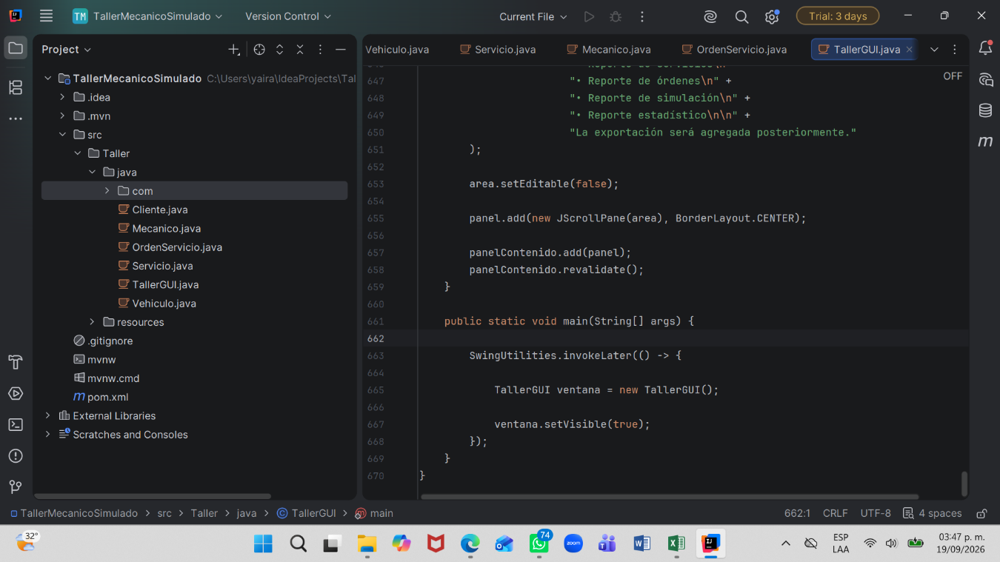 TM TallerMecanicoSimulado Version Control Current File Trial: 3 days
Project
Vehiculo.java Servicio.java Mecanico.java OrdenServicio.java TallerGUI.java
OFF
TallerMecanicoSimulado C:\Users\yaira\IdeaProjects\Tal
.idea
.mvn
src
Taller
java
com
Cliente.java
Mecanico.java
OrdenServicio.java
Servicio.java
TallerGUI.java
Vehiculo.java
resources
.gitignore
mvnw
mvnw.cmd
pom.xml
External Libraries
Scratches and Consoles
647 "• Reporte de órdenes\n" +
648 "• Reporte de simulación\n" +
649 "• Reporte estadístico\n\n" +
650 "La exportación será agregada posteriormente."
651 );
652
653 area.setEditable(false);
654
655 panel.add(new JScrollPane(area), BorderLayout.CENTER);
656
657 panelContenido.add(panel);
658 panelContenido.revalidate();
659 }
660
661 public static void main(String[] args) {
662
663 SwingUtilities.invokeLater(() -> {
664
665 TallerGUI ventana = new TallerGUI();
666
667 ventana.setVisible(true);
668 });
669 }
670 }
TallerMecanicoSimulado > src > Taller > java > TallerGUI > main 662:1 CRLF UTF-8 4 spaces
32°
74
zoom
ESP
LAA
03:47 p. m.
19/09/2026